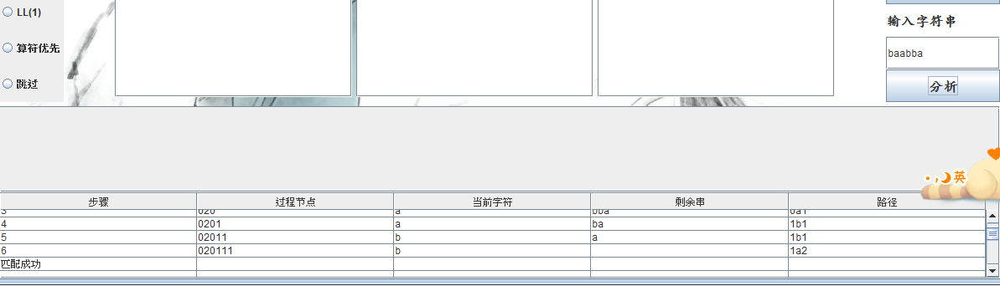 LL(1)
输入字符串
算符优先
baabba
跳过
分析
英
步骤 过程节点 当前字符 剩余串 路径
3 020 a bba 0a1
4 0201 a ba 1b1
5 02011 b a 1b1
6 020111 b 1a2
匹配成功